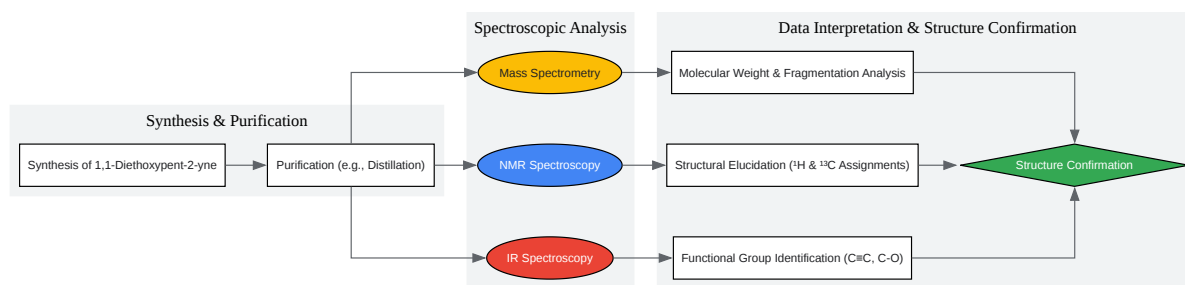 Synthesis & Purification
Synthesis of 1,1-Diethoxypent-2-yne
Purification (e.g., Distillation)
Spectroscopic Analysis
Mass Spectrometry
NMR Spectroscopy
IR Spectroscopy
Data Interpretation & Structure Confirmation
Molecular Weight & Fragmentation Analysis
Structural Elucidation (¹H & ¹³C Assignments)
Functional Group Identification (C≡C, C-O)
Structure Confirmation